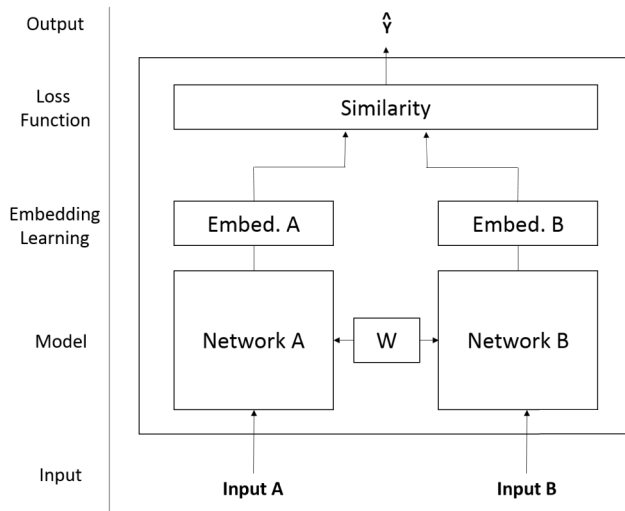 Output
Ŷ
Loss
Function
Similarity
Embedding
Learning
Embed. A
Embed. B
Model
Network A
W
Network B
Input
Input A
Input B